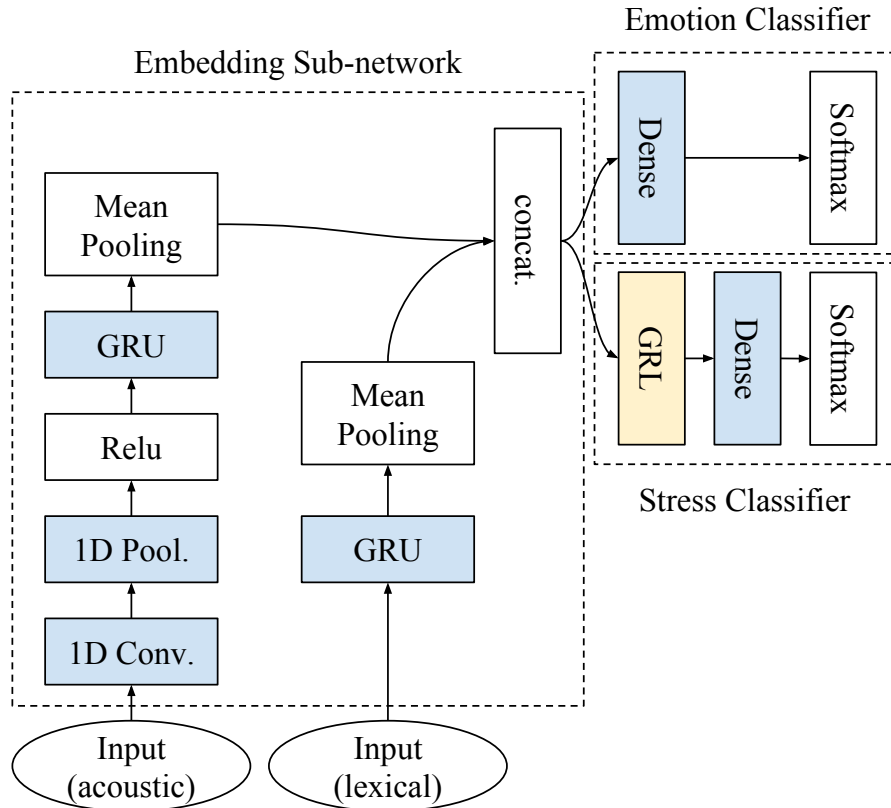 Emotion Classifier
Embedding Sub-network
Dense
Softmax
concat.
Mean
Pooling
GRU
Relu
1D Pool.
1D Conv.
Input
(acoustic)
Mean
Pooling
GRU
Input
(lexical)
GRL
Dense
Softmax
Stress Classifier